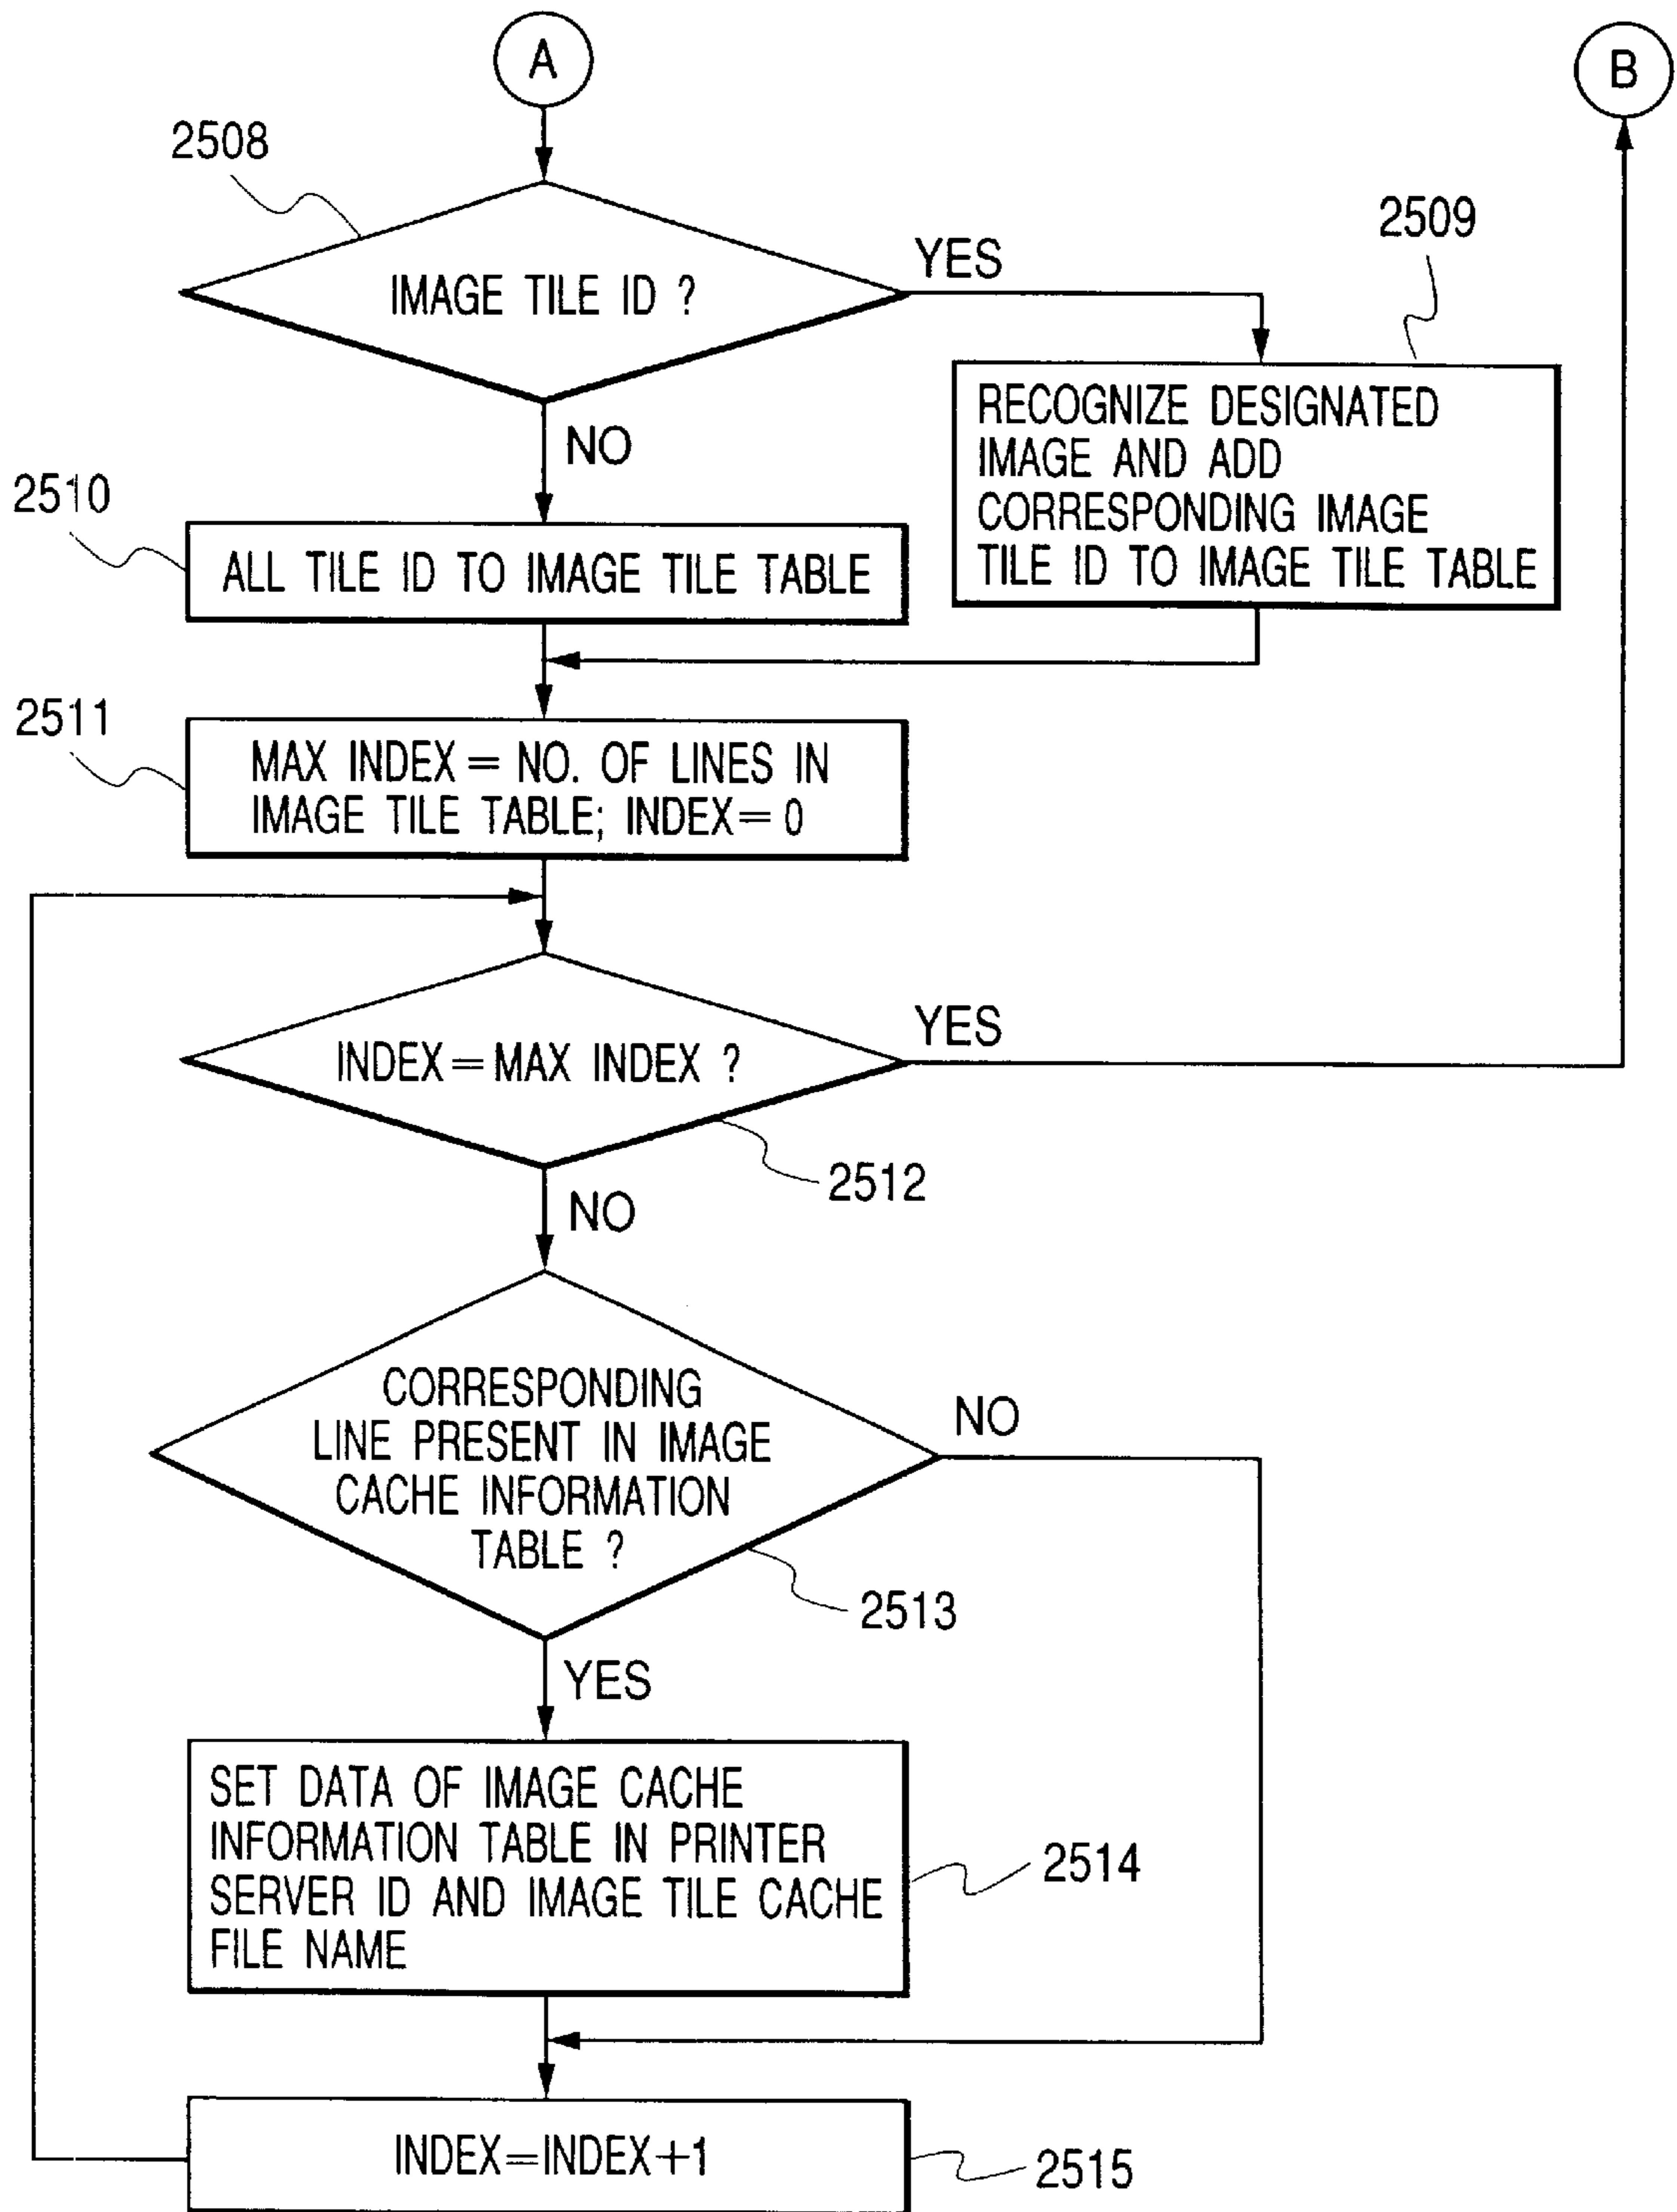 A
B
2508
IMAGE TILE ID ?
YES
2509
RECOGNIZE DESIGNATED
IMAGE AND ADD
CORRESPONDING IMAGE
TILE ID TO IMAGE TILE TABLE
NO
2510
ALL TILE ID TO IMAGE TILE TABLE
2511
MAX INDEX = NO. OF LINES IN
IMAGE TILE TABLE; INDEX = 0
INDEX = MAX INDEX ?
YES
2512
NO
CORRESPONDING
LINE PRESENT IN IMAGE
CACHE INFORMATION
TABLE ?
NO
2513
YES
SET DATA OF IMAGE CACHE
INFORMATION TABLE IN PRINTER
SERVER ID AND IMAGE TILE CACHE
FILE NAME
2514
INDEX=INDEX+1
2515